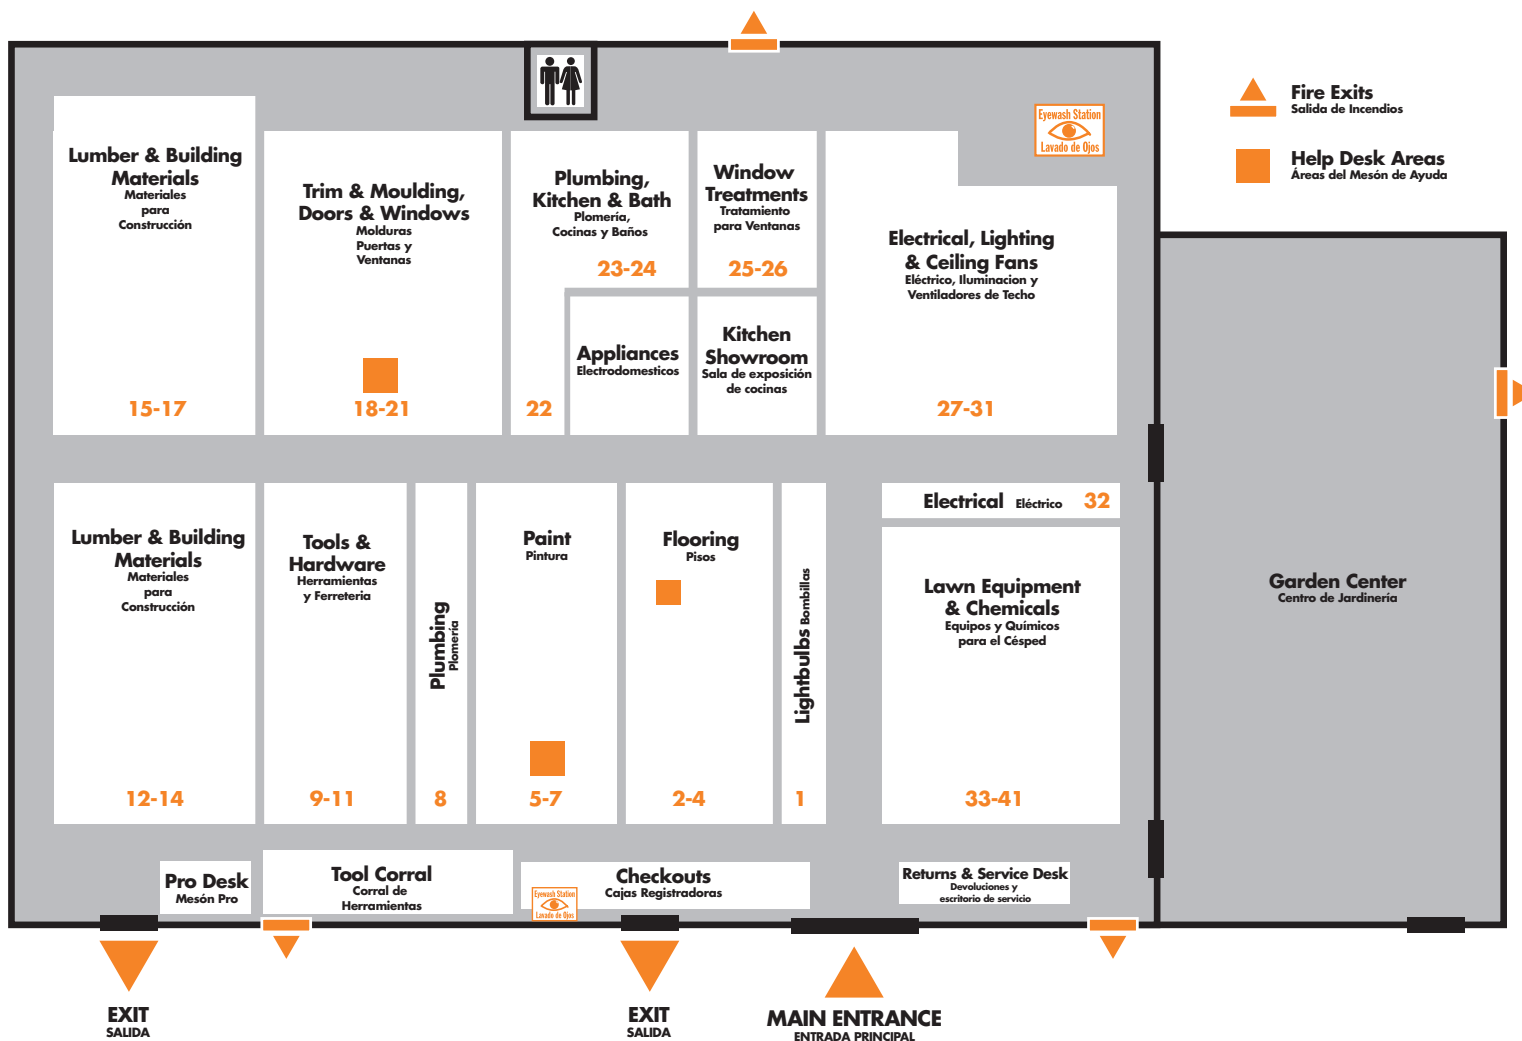 Fire Exits
Salida de Incendios
Help Desk Areas
Áreas del Mesón de Ayuda
Eyewash Station
Lavado de Ojos
Lumber & Building
Materials
Materiales
para
Construcción
15-17
Trim & Moulding,
Doors & Windows
Molduras
Puertas y
Ventanas
18-21
Plumbing,
Kitchen & Bath
Plomería,
Cocinas y Baños
23-24
22
Window
Treatments
Tratamiento
para Ventanas
25-26
Appliances
Electrodomesticos
Kitchen
Showroom
Sala de exposición
de cocinas
Electrical, Lighting
& Ceiling Fans
Eléctrico, Iluminacion y
Ventiladores de Techo
27-31
Lumber & Building
Materials
Materiales
para
Construcción
12-14
Tools &
Hardware
Herramientas
y Ferreteria
9-11
Plumbing
Plomería
8
Paint
Pintura
5-7
Flooring
Pisos
2-4
Lightbulbs Bombillas
1
Electrical Eléctrico 32
Lawn Equipment
& Chemicals
Equipos y Químicos
para el Césped
33-41
Garden Center
Centro de Jardinería
Pro Desk
Mesón Pro
Tool Corral
Corral de
Herramientas
Eyewash Station
Lavado de Ojos
Checkouts
Cajas Registradoras
Returns & Service Desk
Devoluciones y
escritorio de servicio
EXIT
SALIDA
EXIT
SALIDA
MAIN ENTRANCE
ENTRADA PRINCIPAL